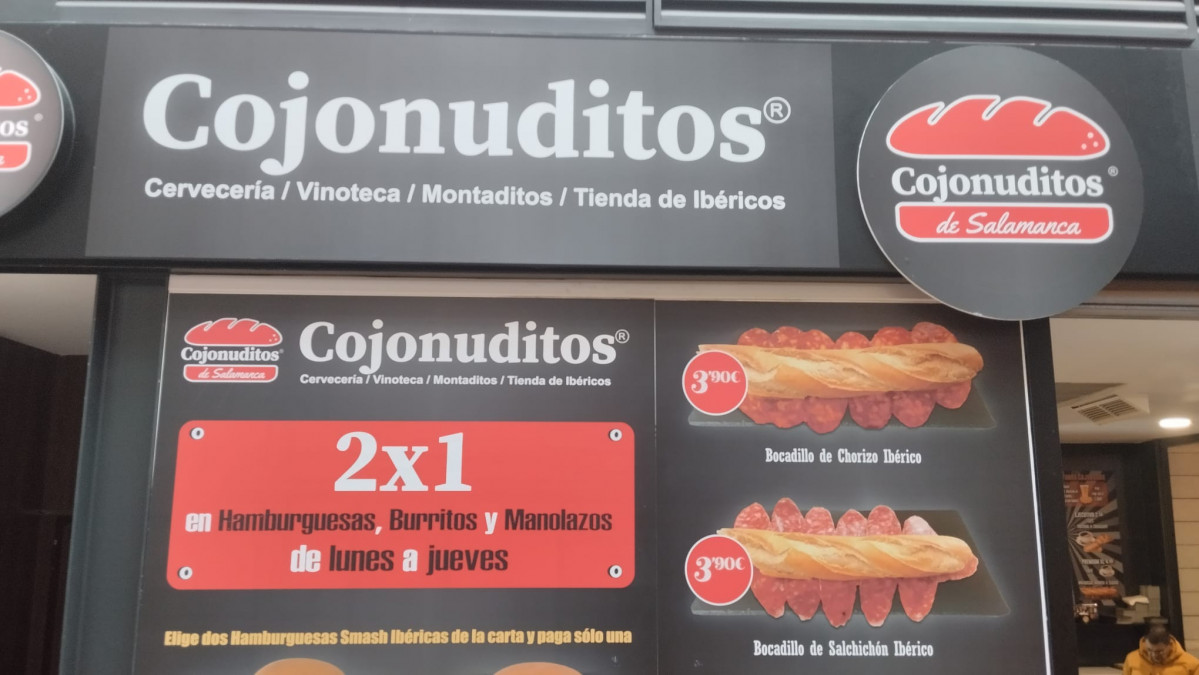 Cojonuditos®
Cervecería / Vinoteca / Montaditos / Tienda de Ibéricos
Cojonuditos®
de Salamanca
os®
Cojonuditos®
de Salamanca
Cojonuditos®
Cervecería / Vinoteca / Montaditos / Tienda de Ibéricos
2x1
en Hamburguesas, Burritos y Manolazos
de lunes a jueves
Elige dos Hamburguesas Smash Ibéricas de la carta y paga sólo una
3'90€
Bocadillo de Chorizo Ibérico
3'90€
Bocadillo de Salchichón Ibérico